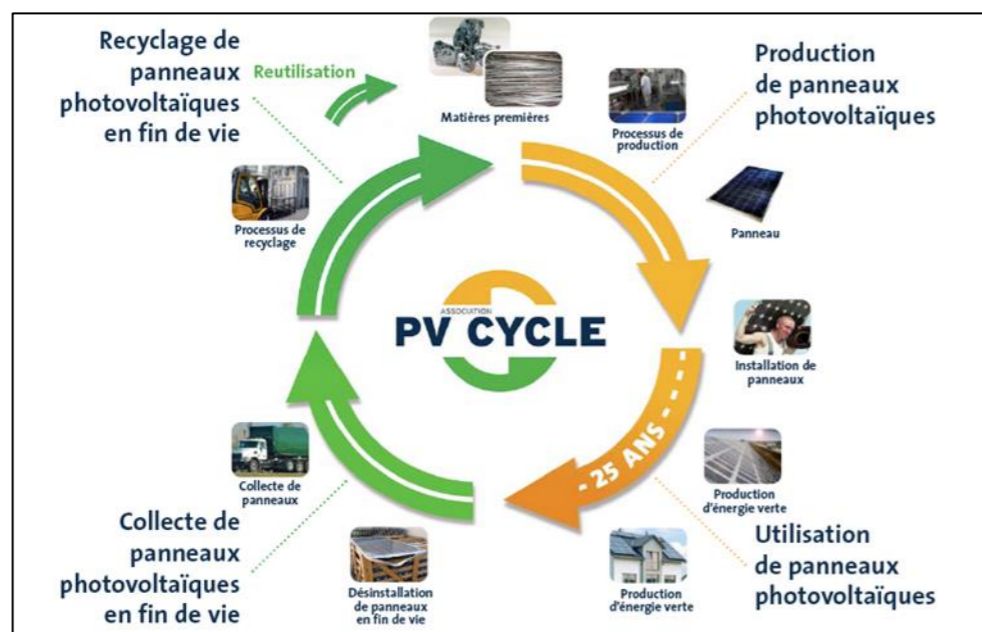 Recyclage de
panneaux
photovoltaïques
en fin de vie
Reutilisation
Matières premières
Processus de
production
Production
de panneaux
photovoltaïques
Panneau
Processus de
recyclage
ASSOCIATION
PV CYCLE
Installation de
panneaux
- 25 ANS - - -
Collecte de
panneaux
Production
d'énergie verte
Collecte de
panneaux
photovoltaïques
en fin de vie
Désinstallation
de panneaux
en fin de vie
Production
d'énergie verte
Utilisation
de panneaux
photovoltaïques